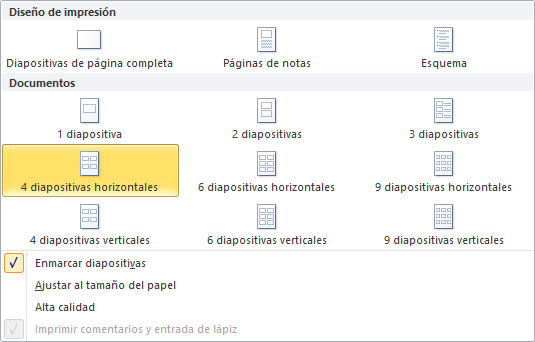 Diseño de impresión
Diapositivas de página completa
Páginas de notas
Esquema
Documentos
1 diapositiva
2 diapositivas
3 diapositivas
4 diapositivas horizontales
6 diapositivas horizontales
9 diapositivas horizontales
4 diapositivas verticales
6 diapositivas verticales
9 diapositivas verticales
Enmarcar diapositivas
Ajustar al tamaño del papel
Alta calidad
Imprimir comentarios y entrada de lápiz